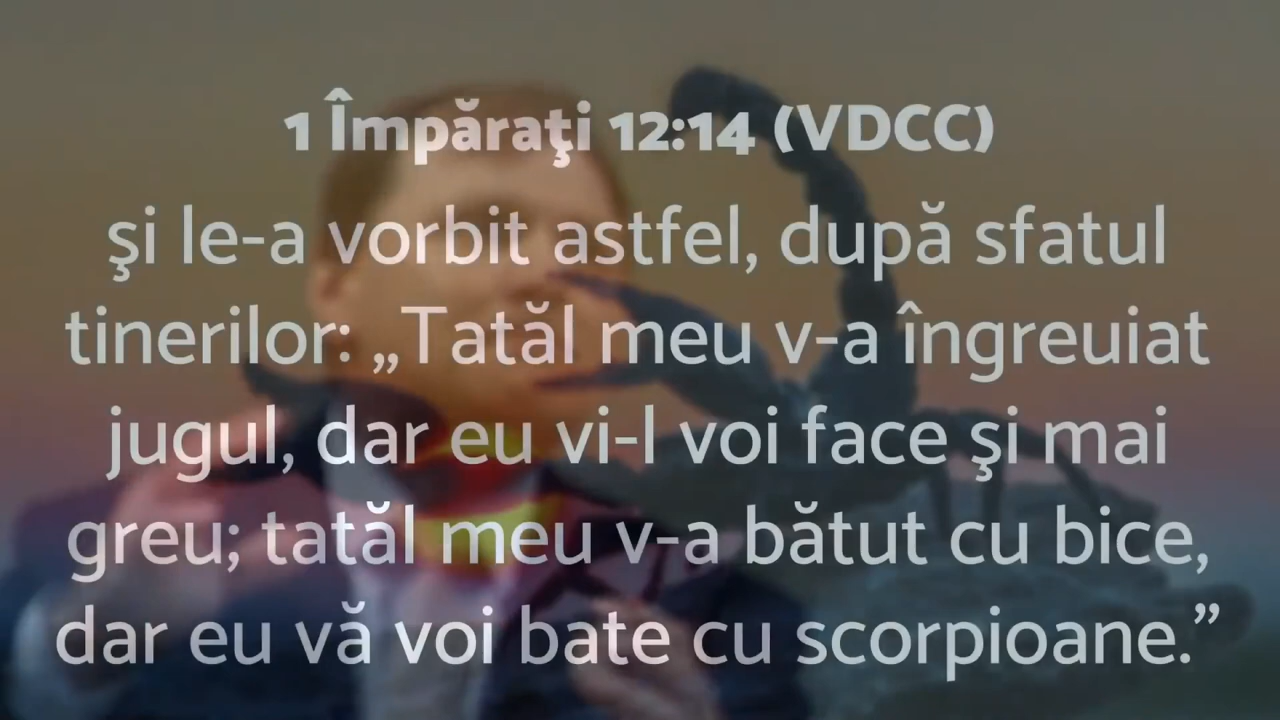 1 Împăraţi 12:14 (VDCC)
şi le-a vorbit astfel, după sfatul
tinerilor: „Tatăl meu v-a îngreuiat
jugul, dar eu vi-l voi face şi mai
greu; tatăl meu v-a bătut cu bice,
dar eu vă voi bate cu scorpioane.”